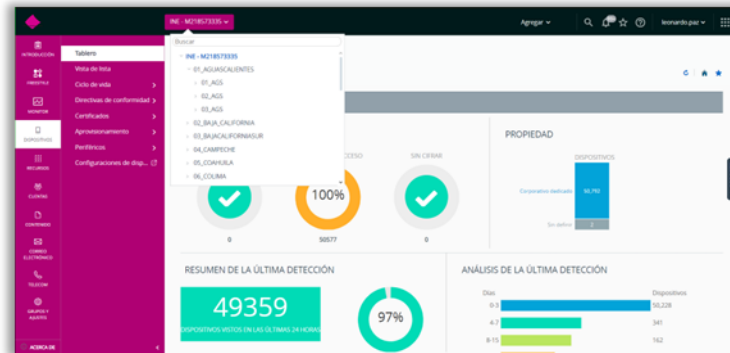 INE - M218573335
Agregar
leonardo.paz
INTRODUCCIÓN
FREESTYLE
MONITOR
DISPOSITIVOS
RECURSOS
CUENTAS
CONTENIDO
CORREO
ELECTRÓNICO
TELECOM
GRUPOS Y
AJUSTES
ACERCA DE
Tablero
Vista de lista
Ciclo de vida
Directivas de conformidad
Certificados
Aprovisionamiento
Periféricos
Configuraciones de disp...
Buscar
INE - M218573335
01_AGUASCALIENTES
01_AGS
02_AGS
03_AGS
02_BAJA_CALIFORNIA
03_BAJACALIFORNIASUR
04_CAMPECHE
05_COAHUILA
06_COLIMA
SIN CIFRAR
0
100%
50577
0
PROPIEDAD
DISPOSITIVOS
Corporativo dedicado
Sin definir
RESUMEN DE LA ÚLTIMA DETECCIÓN
49359
DISPOSITIVOS VISTOS EN LAS ÚLTIMAS 24 HORAS
97%
ANÁLISIS DE LA ÚLTIMA DETECCIÓN
Días
Dispositivos
0-3
50,228
4-7
341
8-15
162